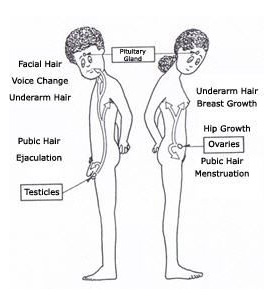 Pituitary
Gland
Facial Hair
Voice Change
Underarm Hair
Pubic Hair
Ejaculation
Testicles
Underarm Hair
Breast Growth
Hip Growth
Ovaries
Pubic Hair
Menstruation